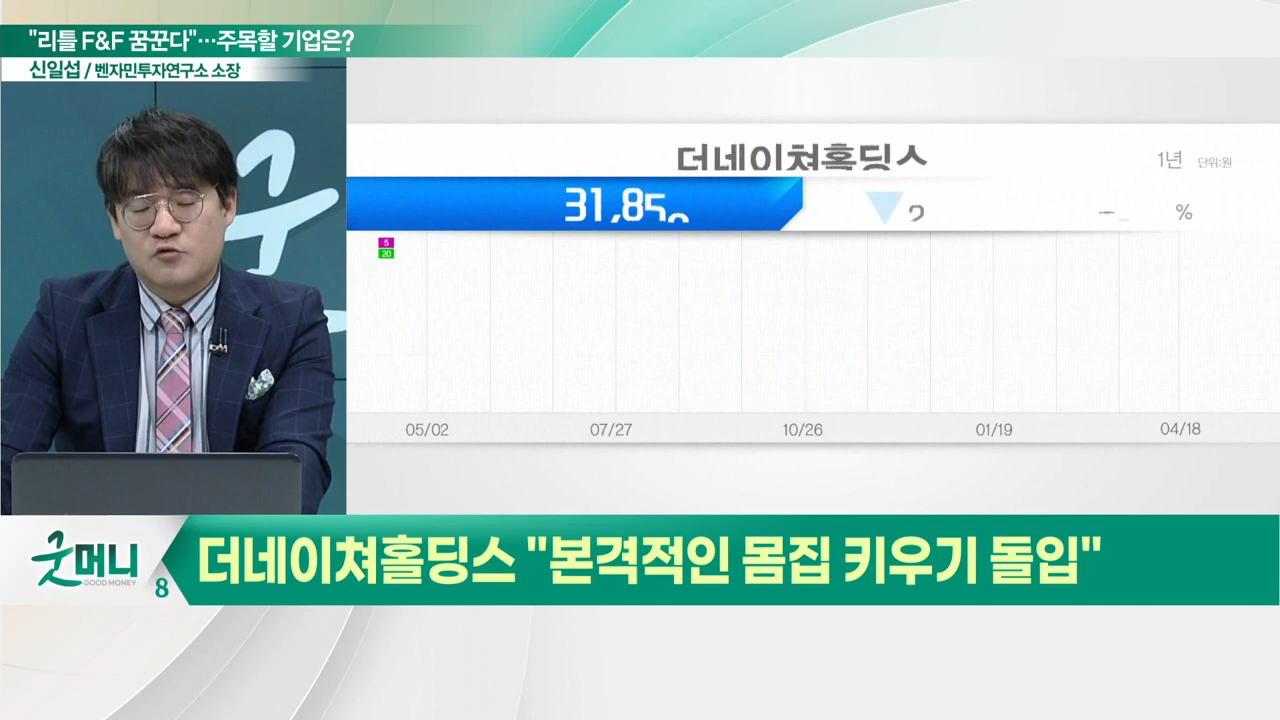 "리틀 F&F 꿈꾼다"…주목할 기업은?
신일섭 / 벤자민투자연구소 소장
더네이쳐홀딩스
1년 단위:원
31,85
%
5
20
05/02 07/27 10/26 01/19 04/18
굿머니
GOOD MONEY
8
더네이쳐홀딩스 "본격적인 몸집 키우기 돌입"